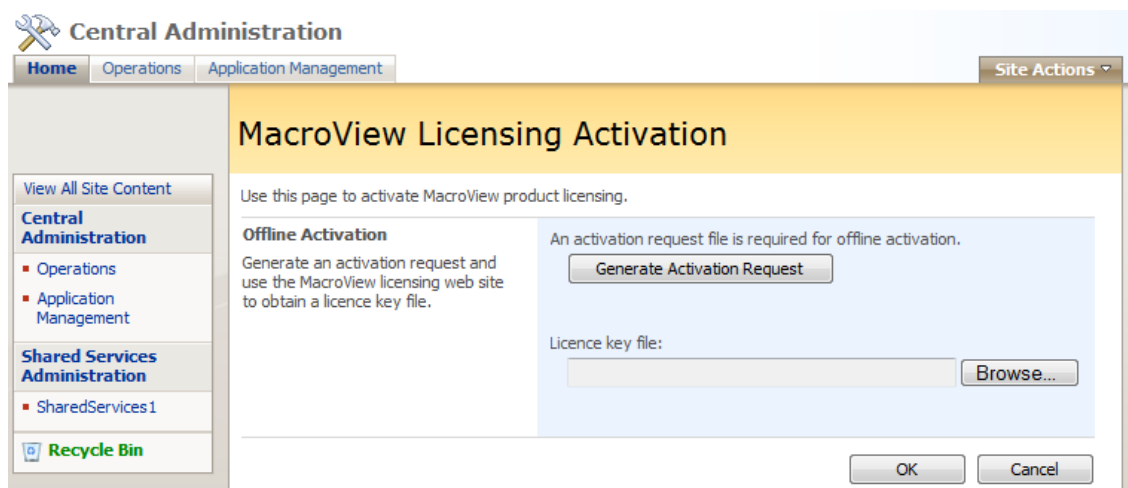 Central Administration
Home Operations Application Management Site Actions
MacroView Licensing Activation
View All Site Content
Central
Administration
Operations
Application
Management
Shared Services
Administration
SharedServices1
Recycle Bin
Use this page to activate MacroView product licensing.
Offline Activation
Generate an activation request and
use the MacroView licensing web site
to obtain a licence key file.
An activation request file is required for offline activation.
Generate Activation Request
Licence key file:
Browse...
OK Cancel